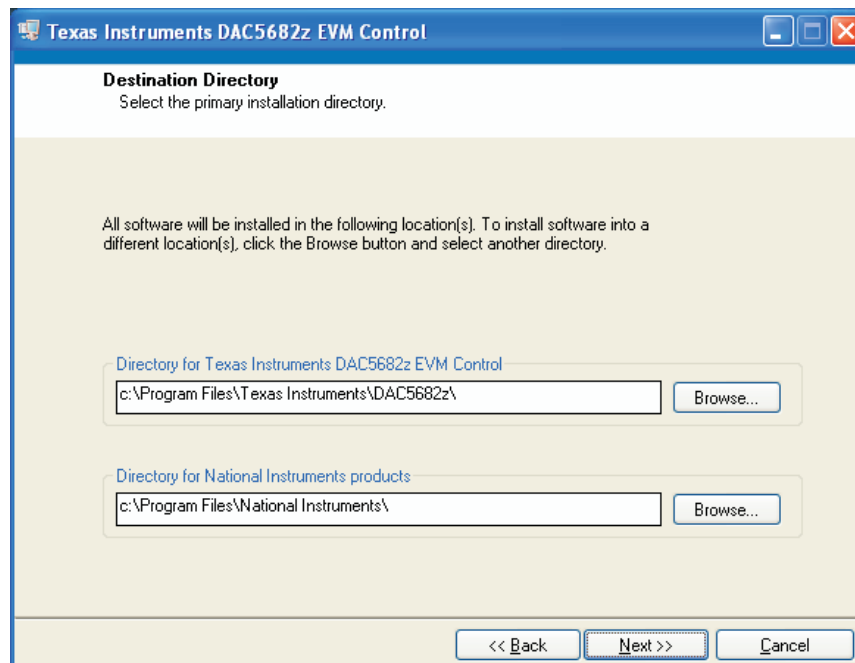 Texas Instruments DAC5682z EVM Control
Destination Directory
Select the primary installation directory.
All software will be installed in the following location(s). To install software into a
different location(s), click the Browse button and select another directory.
Directory for Texas Instruments DAC5682z EVM Control
c:\Program Files\Texas Instruments\DAC5682z\
Browse...
Directory for National Instruments products
c:\Program Files\National Instruments\
Browse...
<< Back
Next >>
Cancel